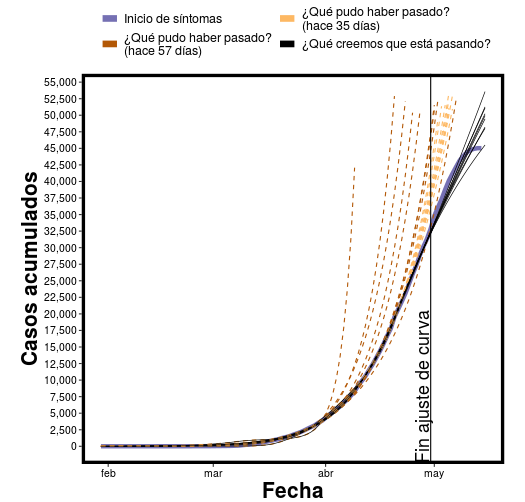 Inicio de síntomas
¿Qué pudo haber pasado?
(hace 35 días)
¿Qué pudo haber pasado?
(hace 57 días)
¿Qué creemos que está pasando?
Casos acumulados
55,000
52,500
50,000
47,500
45,000
42,500
40,000
37,500
35,000
32,500
30,000
27,500
25,000
22,500
20,000
17,500
15,000
12,500
10,000
7,500
5,000
2,500
0
Fin ajuste de curva
feb
mar
abr
may
Fecha